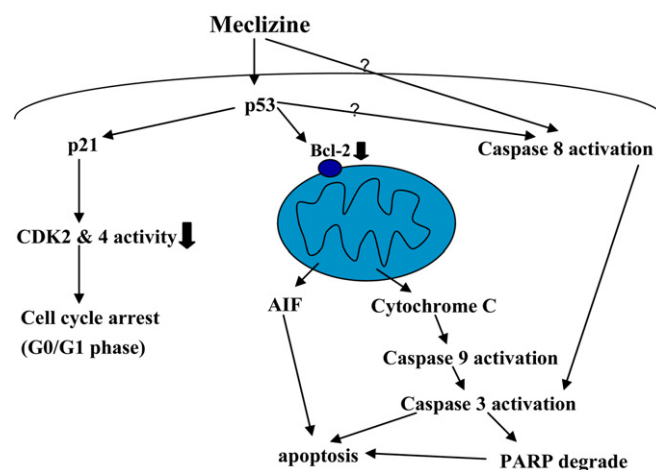 Meclizine
?
p53
?
p21
Bcl-2
Caspase 8 activation
CDK2 & 4 activity
AIF
Cytochrome C
Cell cycle arrest
(G0/G1 phase)
Caspase 9 activation
Caspase 3 activation
apoptosis
PARP degrade